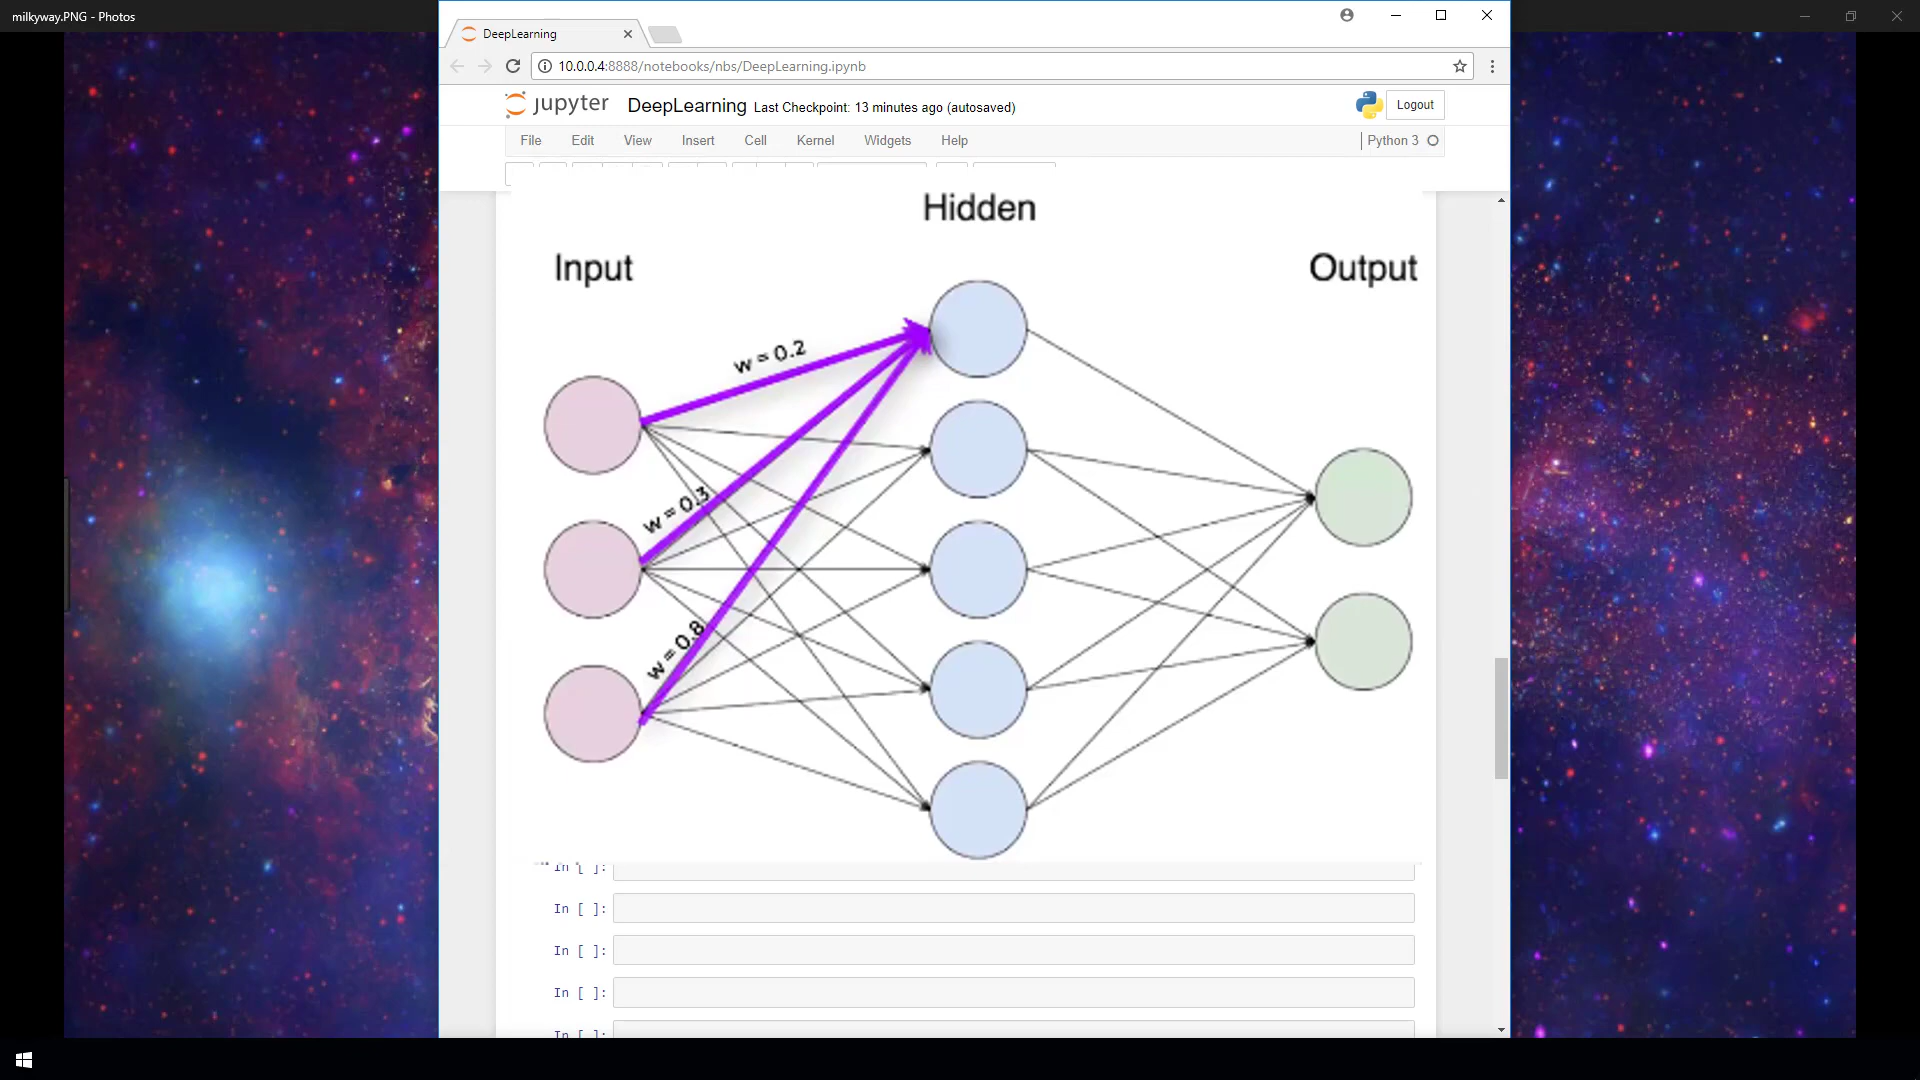 milkyway.PNG - Photos
DeepLearning
10.0.0.4:8888/notebooks/nbs/DeepLearning.ipynb
jupyter DeepLearning Last Checkpoint: 13 minutes ago (autosaved) Logout
File Edit View Insert Cell Kernel Widgets Help Python 3
Hidden
Input
Output
w = 0.2
w = 0.3
w = 0.8
In [ ]:
In [ ]:
In [ ]:
In [ ]:
In [ ]: